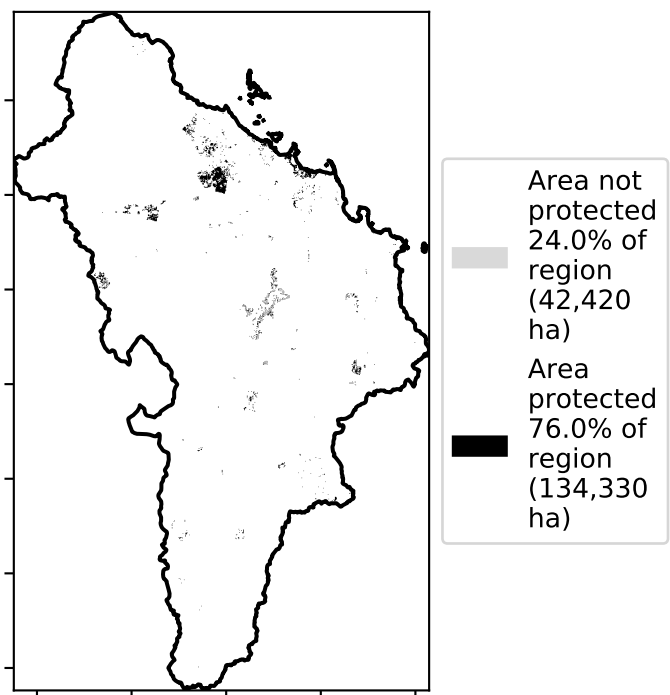 Area not
protected
24.0% of
region
(42,420
ha)
Area
protected
76.0% of
region
(134,330
ha)